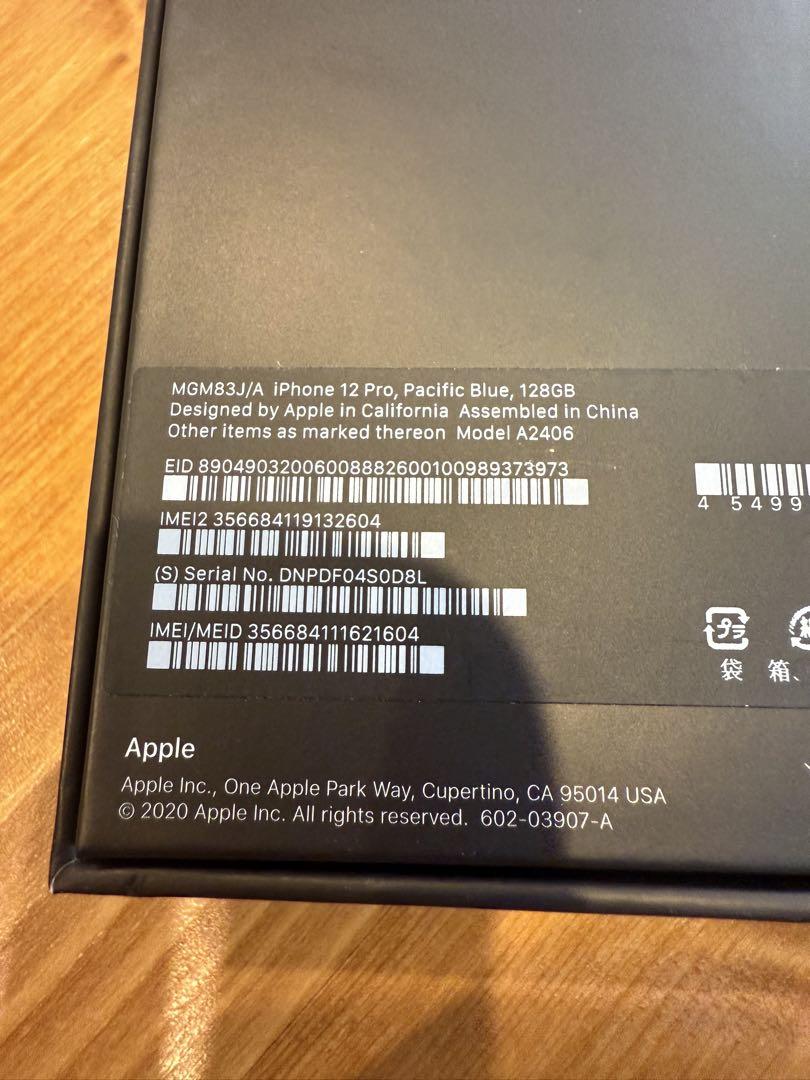 MGM83J/A iPhone 12 Pro, Pacific Blue, 128GB
Designed by Apple in California Assembled in China
Other items as marked thereon Model A2406
EID 89049032006008882600100989373973
IMEI2 356684119132604
(S) Serial No. DNPDF04S0D8L
IMEI/MEID 356684111621604
4 5499
プラ
袋 箱、
Apple
Apple Inc., One Apple Park Way, Cupertino, CA 95014 USA
© 2020 Apple Inc. All rights reserved. 602-03907-A